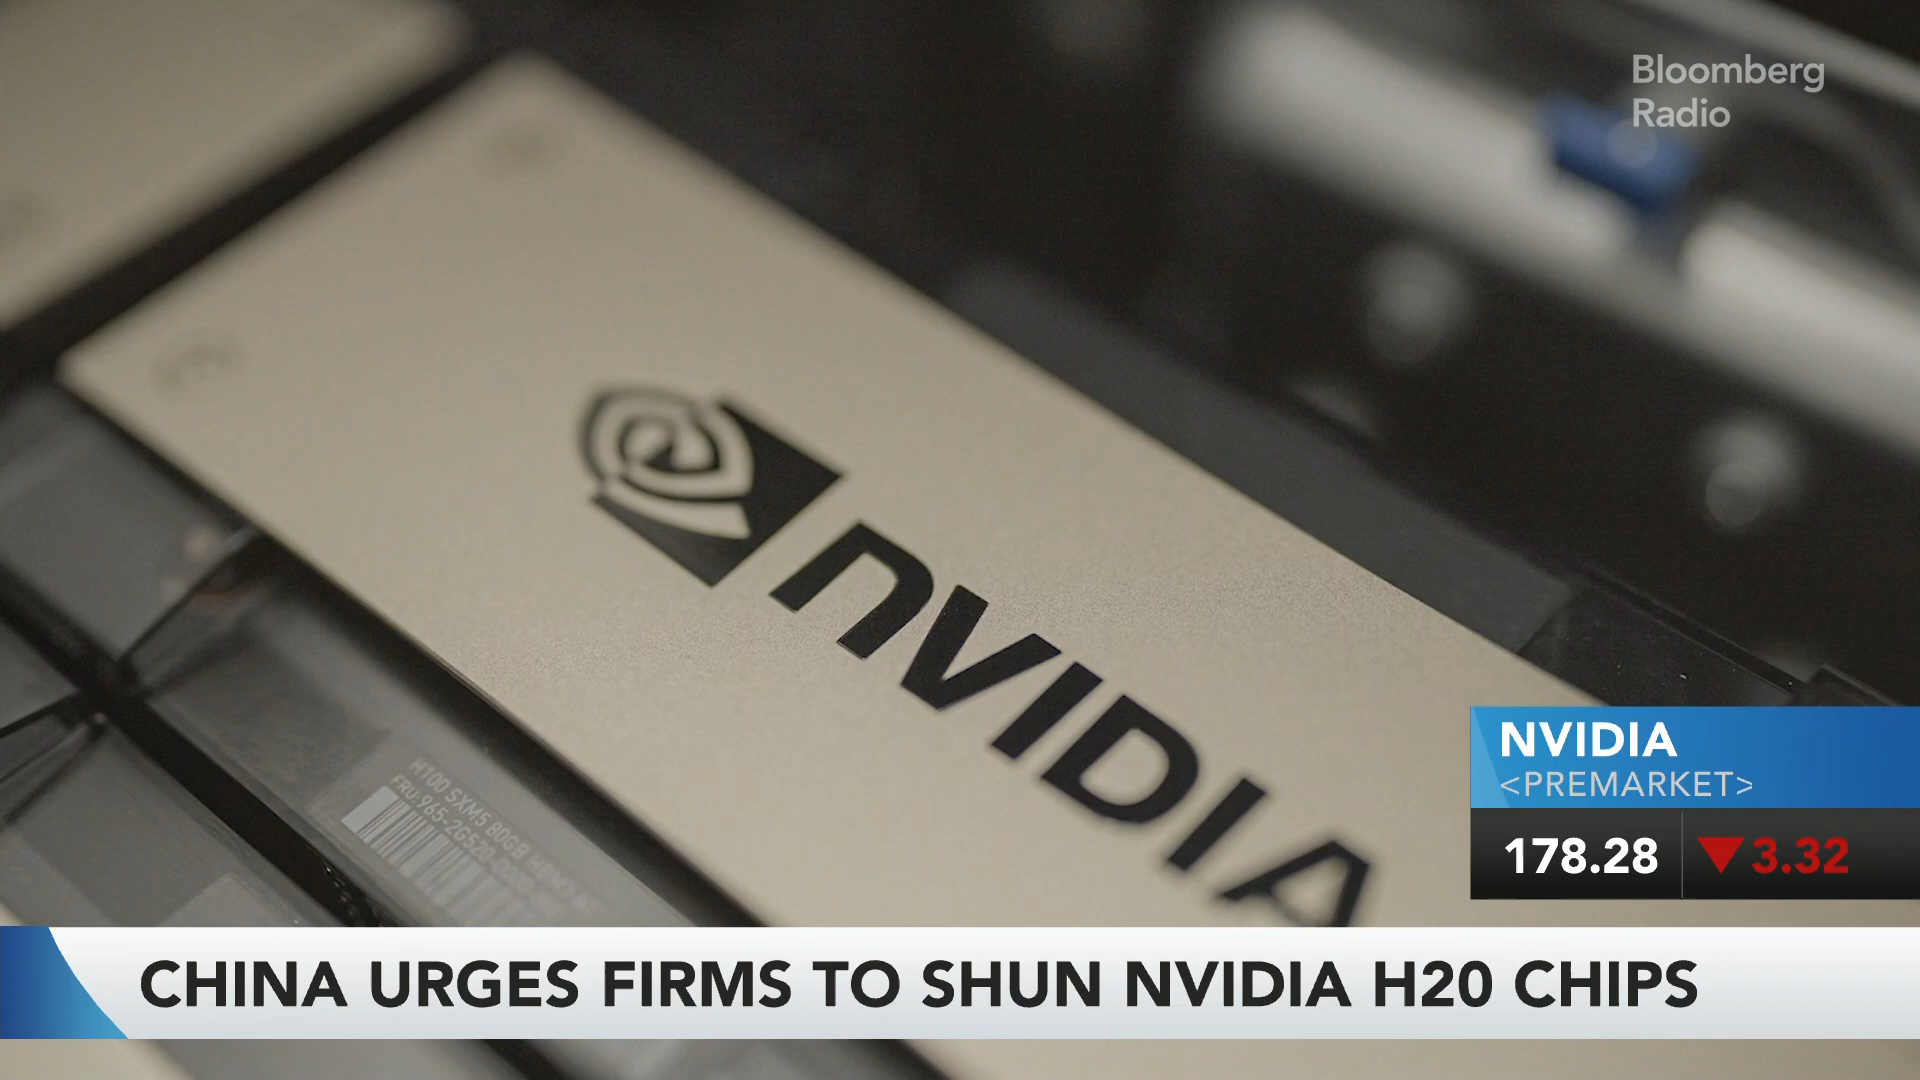 Bloomberg
Radio
NVIDIA
H100 SXM5 80GB
NVIDIA
<PREMARKET>
178.28 ▼3.32
CHINA URGES FIRMS TO SHUN NVIDIA H20 CHIPS